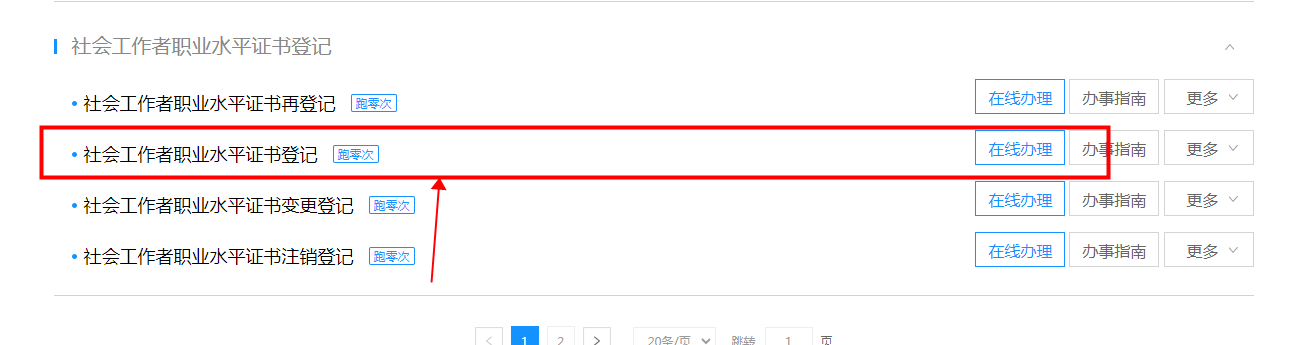 社会工作者职业水平证书登记
社会工作者职业水平证书再登记 跑零次 在线办理 办事指南 更多
社会工作者职业水平证书登记 跑零次 在线办理 办事指南 更多
社会工作者职业水平证书变更登记 跑零次 在线办理 办事指南 更多
社会工作者职业水平证书注销登记 跑零次 在线办理 办事指南 更多
< 1 2 > 20条/页 跳转 1 页